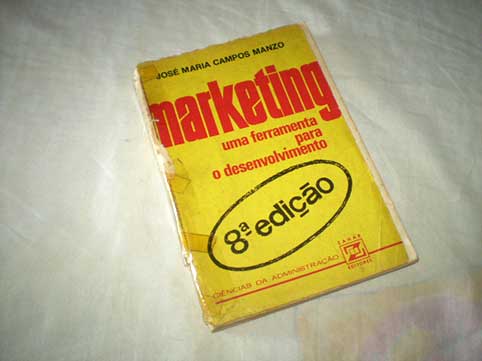 JOSÉ MARIA CAMPOS MANZO
marketing
uma ferramenta
para
o desenvolvimento
8ª edição
CIÊNCIAS DA ADMINISTRAÇÃO
ZAHAR
EDITORES